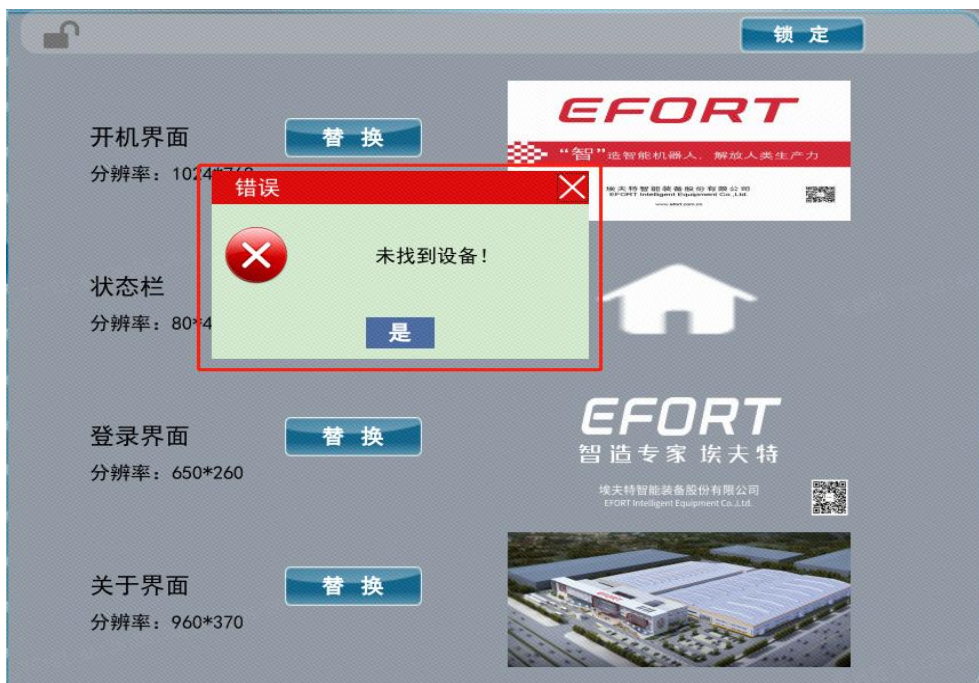 锁 定
开机界面
替 换
分辨率：1024*768
EFORT
“智”造智能机器人，解放人类生产力
埃夫特智能装备股份有限公司
EFORT Intelligent Equipment Co.,Ltd.
www.efort.com.cn
错误
未找到设备！
是
状态栏
分辨率：80*4
登录界面
替 换
分辨率：650*260
EFORT
智造专家 埃夫特
埃夫特智能装备股份有限公司
EFORT Intelligent Equipment Co.,Ltd.
关于界面
替 换
分辨率：960*370
EFORT